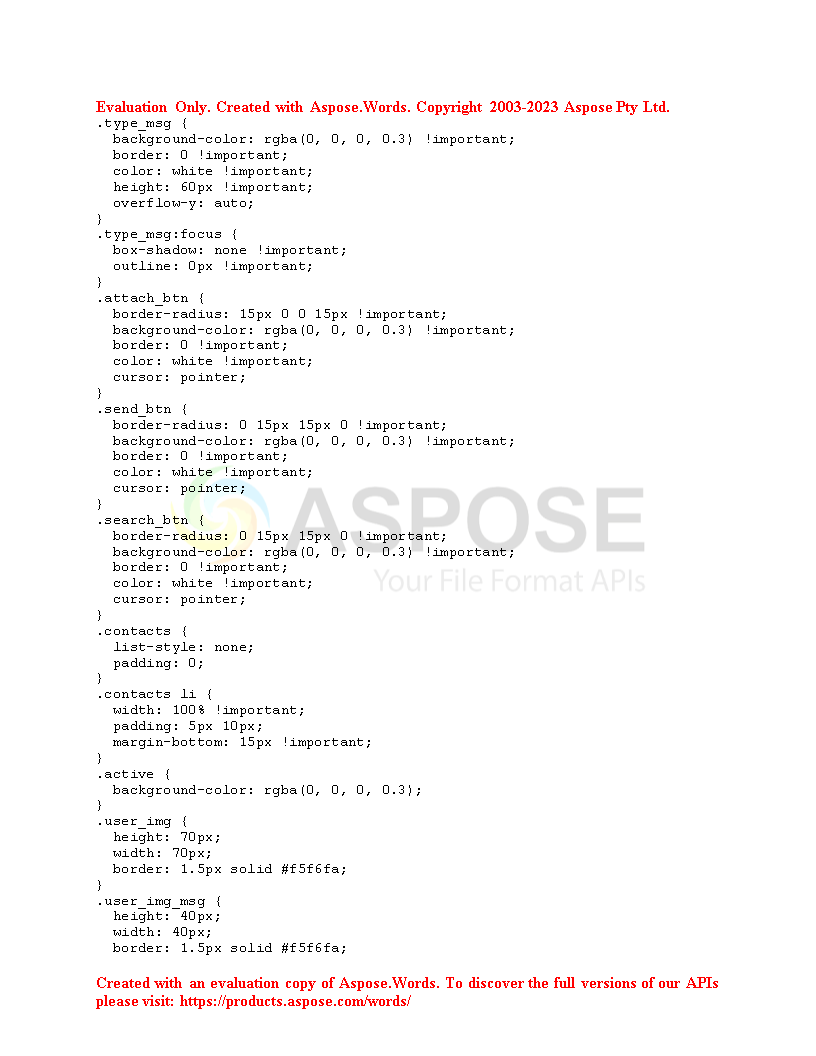 Evaluation Only. Created with Aspose.Words. Copyright 2003-2023 Aspose Pty Ltd.
.type_msg {
  background-color: rgba(0, 0, 0, 0.3) !important;
  border: 0 !important;
  color: white !important;
  height: 60px !important;
  overflow-y: auto;
}
.type_msg:focus {
  box-shadow: none !important;
  outline: 0px !important;
}
.attach_btn {
  border-radius: 15px 0 0 15px !important;
  background-color: rgba(0, 0, 0, 0.3) !important;
  border: 0 !important;
  color: white !important;
  cursor: pointer;
}
.send_btn {
  border-radius: 0 15px 15px 0 !important;
  background-color: rgba(0, 0, 0, 0.3) !important;
  border: 0 !important;
  color: white !important;
  cursor: pointer;
}
.search_btn {
  border-radius: 0 15px 15px 0 !important;
  background-color: rgba(0, 0, 0, 0.3) !important;
  border: 0 !important;
  color: white !important;
  cursor: pointer;
}
.contacts {
  list-style: none;
  padding: 0;
}
.contacts li {
  width: 100% !important;
  padding: 5px 10px;
  margin-bottom: 15px !important;
}
.active {
  background-color: rgba(0, 0, 0, 0.3);
}
.user_img {
  height: 70px;
  width: 70px;
  border: 1.5px solid #f5f6fa;
}
.user_img_msg {
  height: 40px;
  width: 40px;
  border: 1.5px solid #f5f6fa;
ASPOSE
Your File Format APIs
Created with an evaluation copy of Aspose.Words. To discover the full versions of our APIs
please visit: https://products.aspose.com/words/